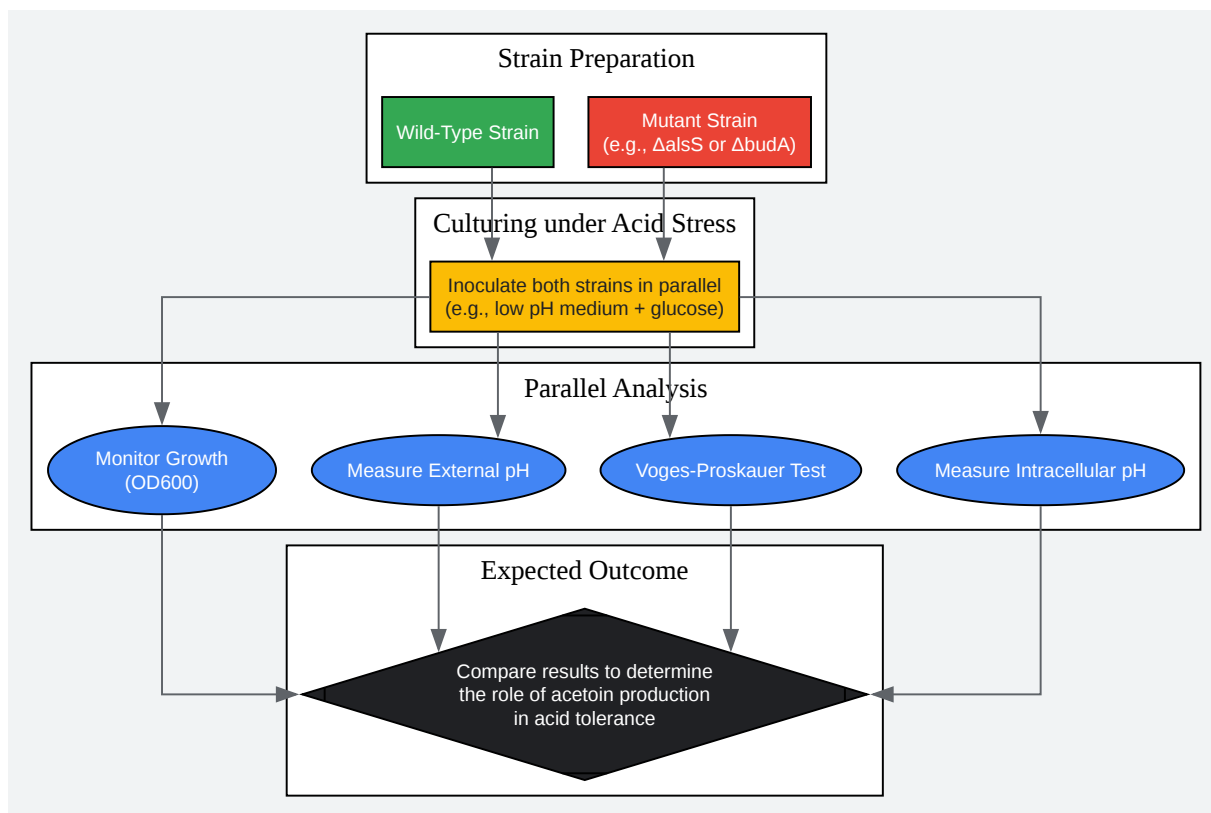 Strain Preparation
Wild-Type Strain
Mutant Strain
(e.g., ΔalsS or ΔbudA)
Culturing under Acid Stress
Inoculate both strains in parallel
(e.g., low pH medium + glucose)
Parallel Analysis
Monitor Growth
(OD600)
Measure External pH
Voges-Proskauer Test
Measure Intracellular pH
Expected Outcome
Compare results to determine
the role of acetoin production
in acid tolerance